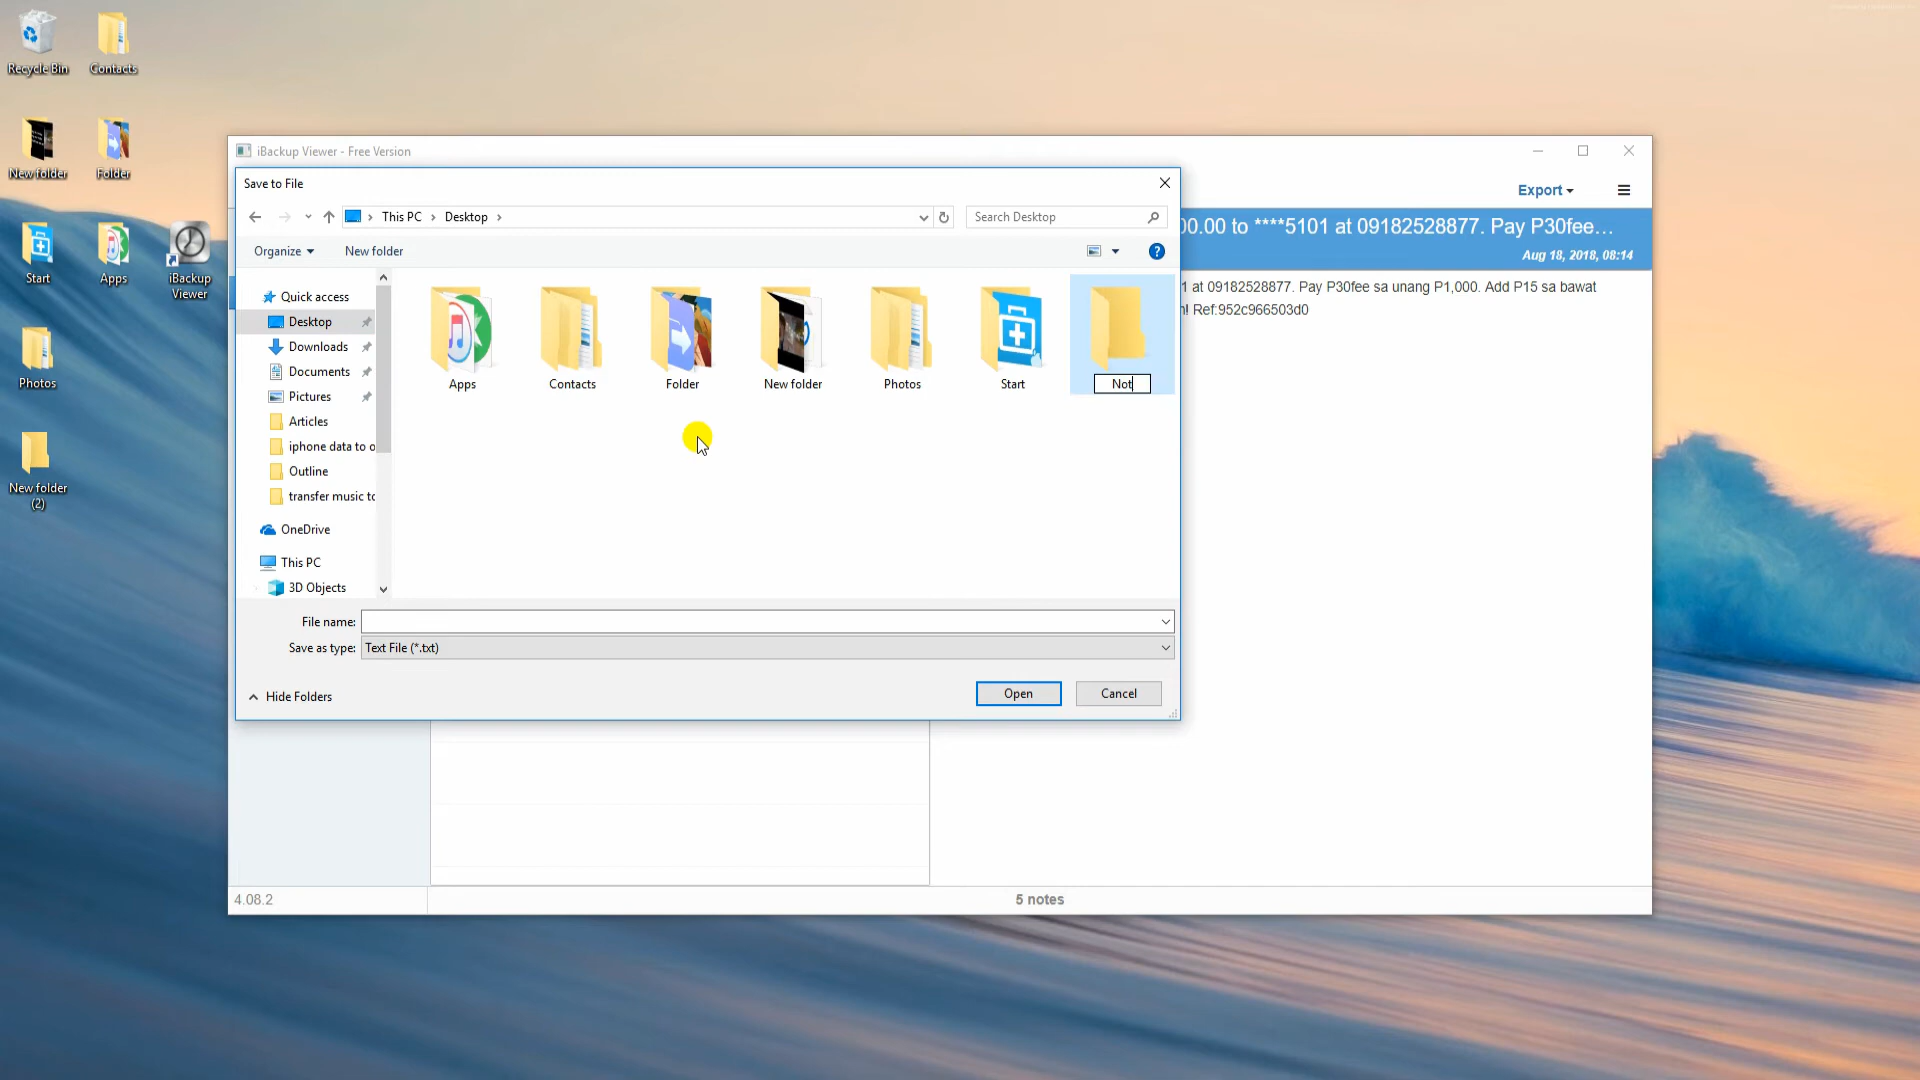 Recycle Bin
Contacts
New folder
Folder
Start
Apps
iBackup
Viewer
Photos
New folder
(2)
iBackup Viewer - Free Version
Export
Save to File
This PC
Desktop
Search Desktop
Organize
New folder
00.00 to ****5101 at 09182528877. Pay P30fee...
Aug 18, 2018, 08:14
1 at 09182528877. Pay P30fee sa unang P1,000. Add P15 sa bawat
! Ref:952c966503d0
Quick access
Desktop
Downloads
Documents
Pictures
Articles
iphone data to o
Outline
transfer music to
OneDrive
This PC
3D Objects
Apps
Contacts
Folder
New folder
Photos
Start
Not
File name:
Save as type:
Text File (*.txt)
Hide Folders
Open
Cancel
4.08.2
5 notes